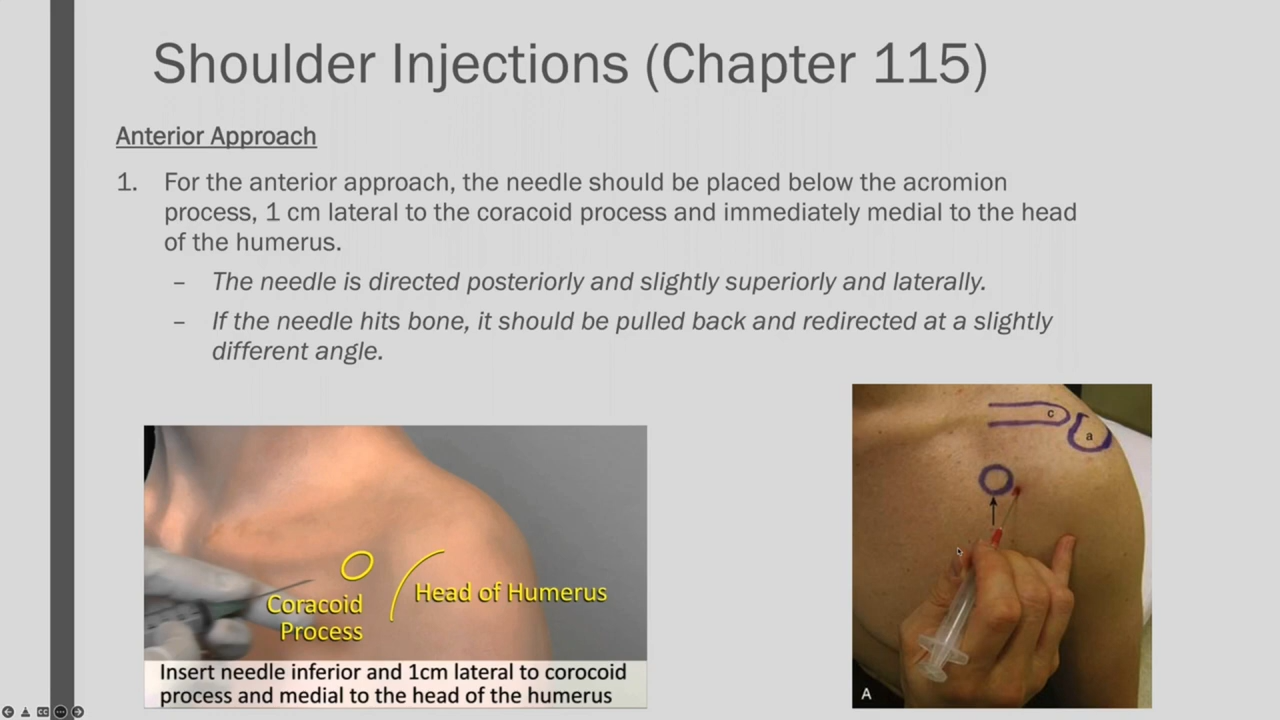 Shoulder Injections (Chapter 115)
Anterior Approach
1. For the anterior approach, the needle should be placed below the acromion
process, 1 cm lateral to the coracoid process and immediately medial to the head
of the humerus.
– The needle is directed posteriorly and slightly superiorly and laterally.
– If the needle hits bone, it should be pulled back and redirected at a slightly
different angle.
Coracoid
Process
Head of Humerus
Insert needle inferior and 1cm lateral to corocoid
process and medial to the head of the humerus
c
a
A